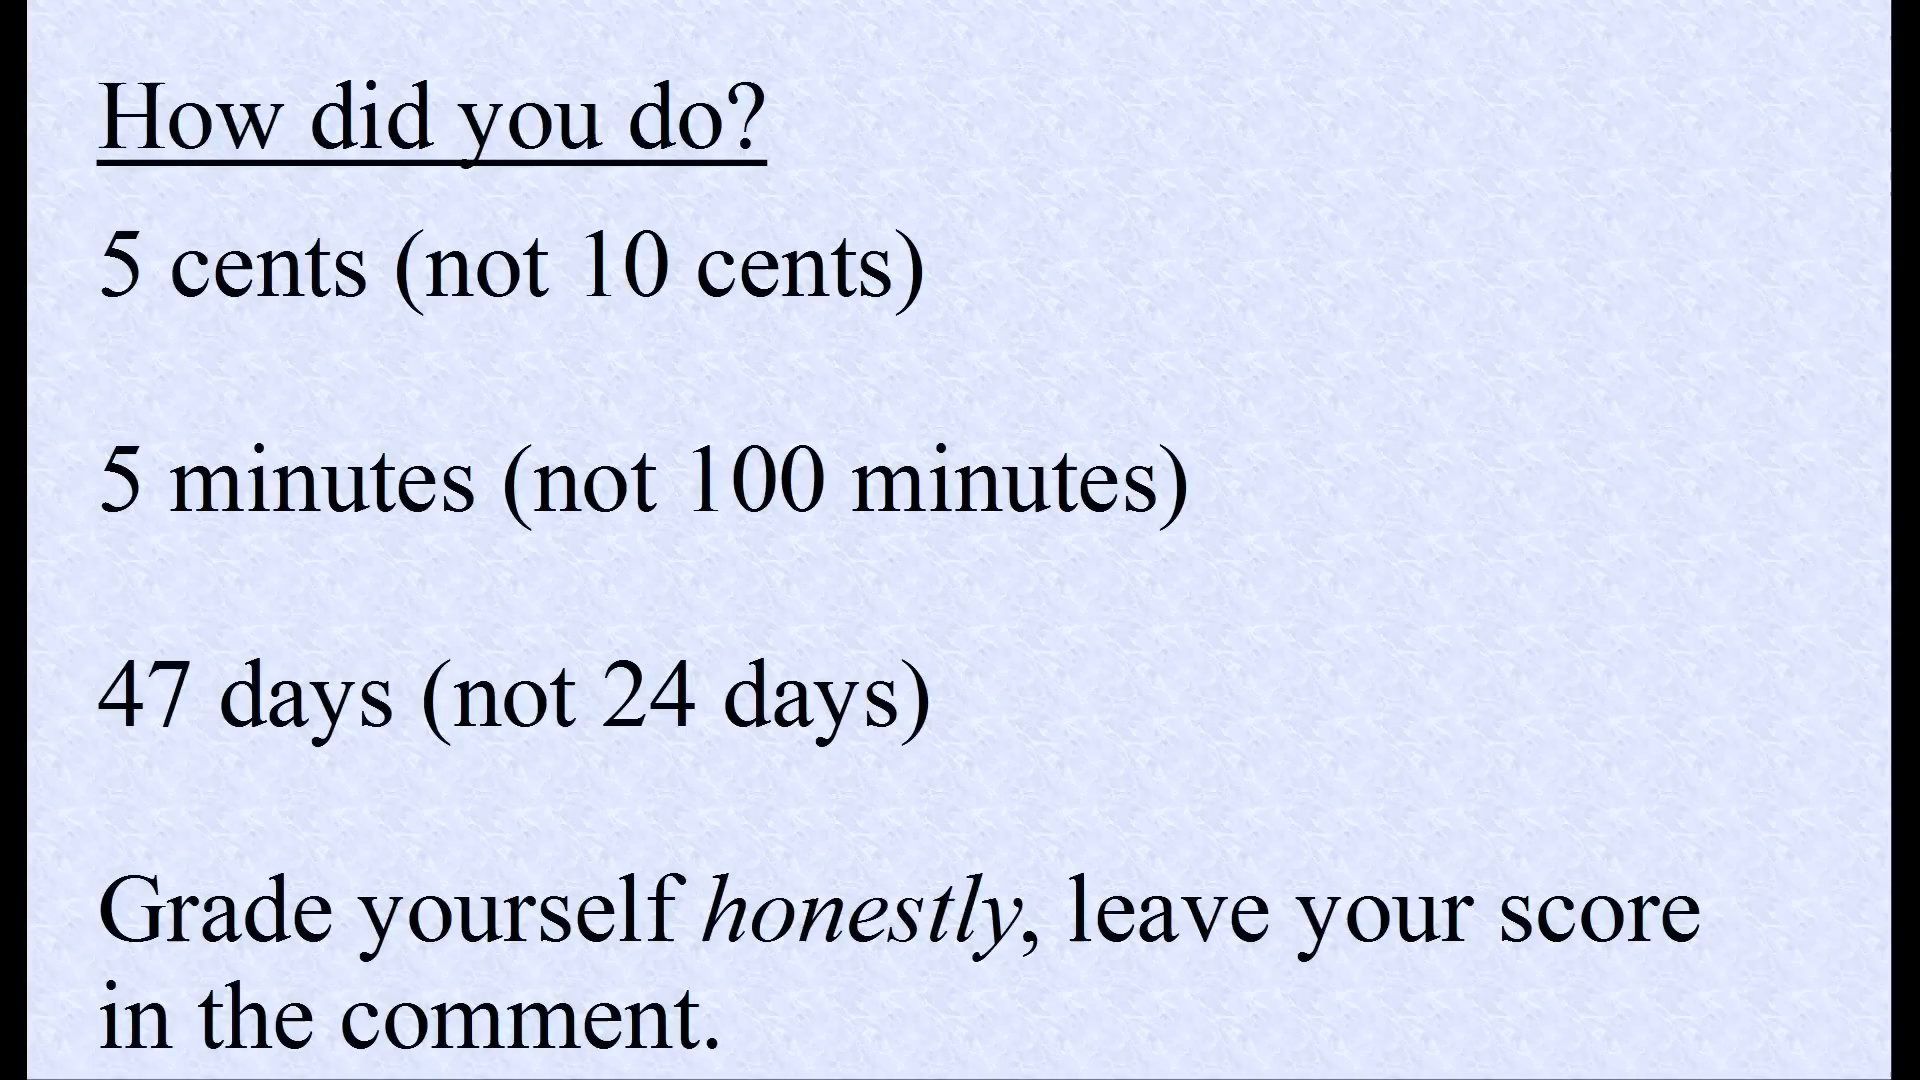 How did you do?
5 cents (not 10 cents)
5 minutes (not 100 minutes)
47 days (not 24 days)
Grade yourself honestly, leave your score
in the comment.